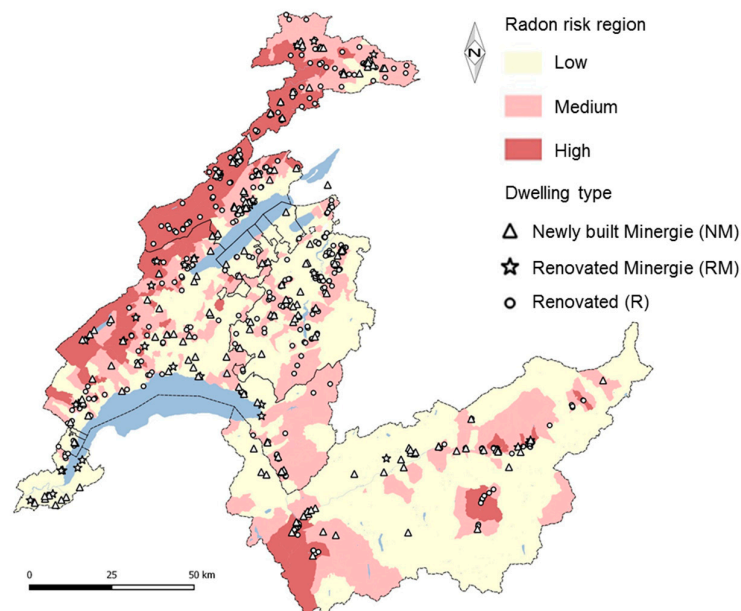 Radon risk region
N
Low
Medium
High
Dwelling type
Newly built Minergie (NM)
Renovated Minergie (RM)
Renovated (R)
0 25 50 km